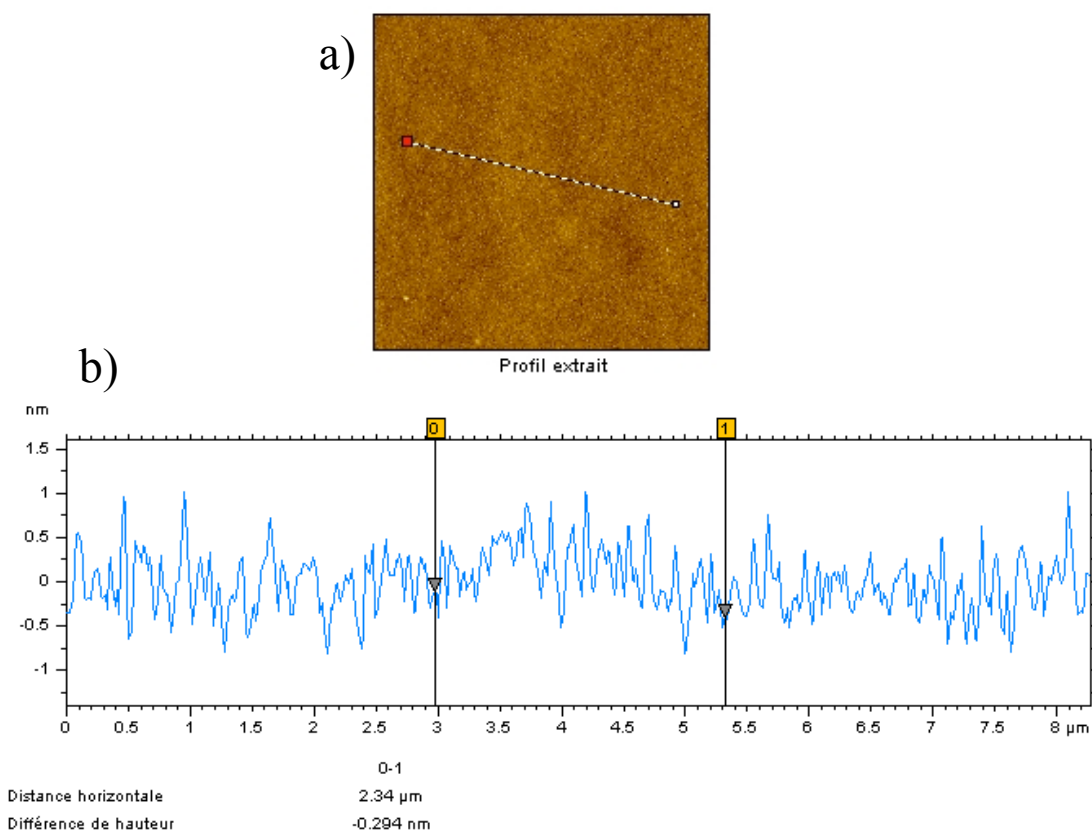 a)
Profil extrait
b)
nm
0 1
1.5
1
0.5
0
-0.5
-1
0 0.5 1 1.5 2 2.5 3 3.5 4 4.5 5 5.5 6 6.5 7 7.5 8 µm
0-1
Distance horizontale 2.34 µm
Différence de hauteur -0.294 nm